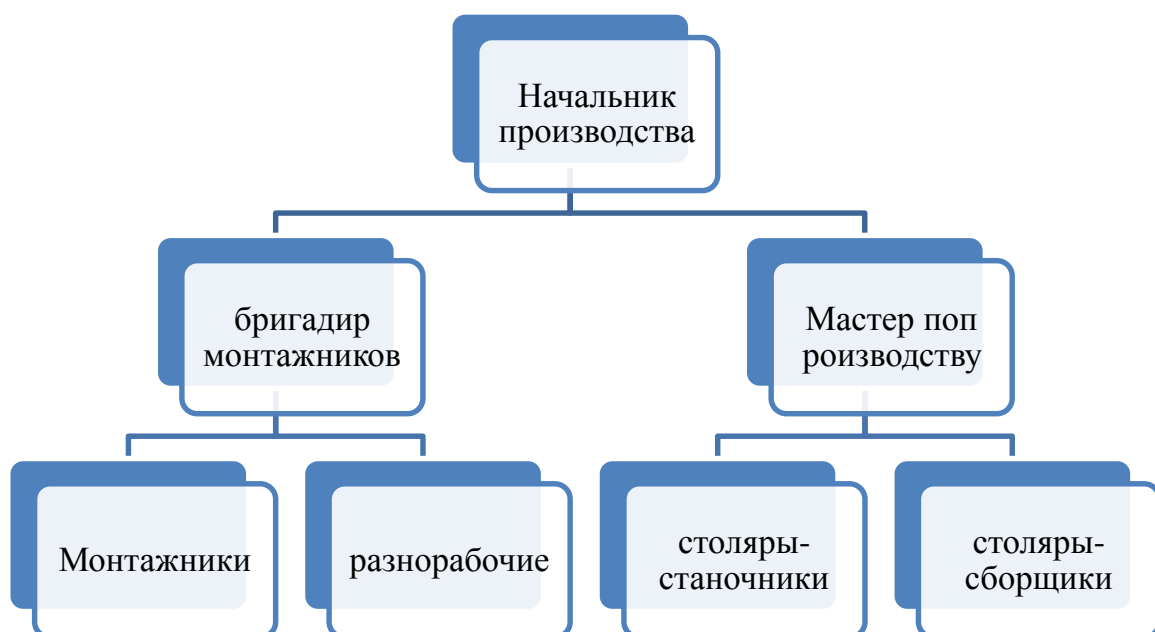 Начальник
производства
бригадир
монтажников
Мастер поп
роизводству
Монтажники
разнорабочие
столяры-
станочники
столяры-
сборщики